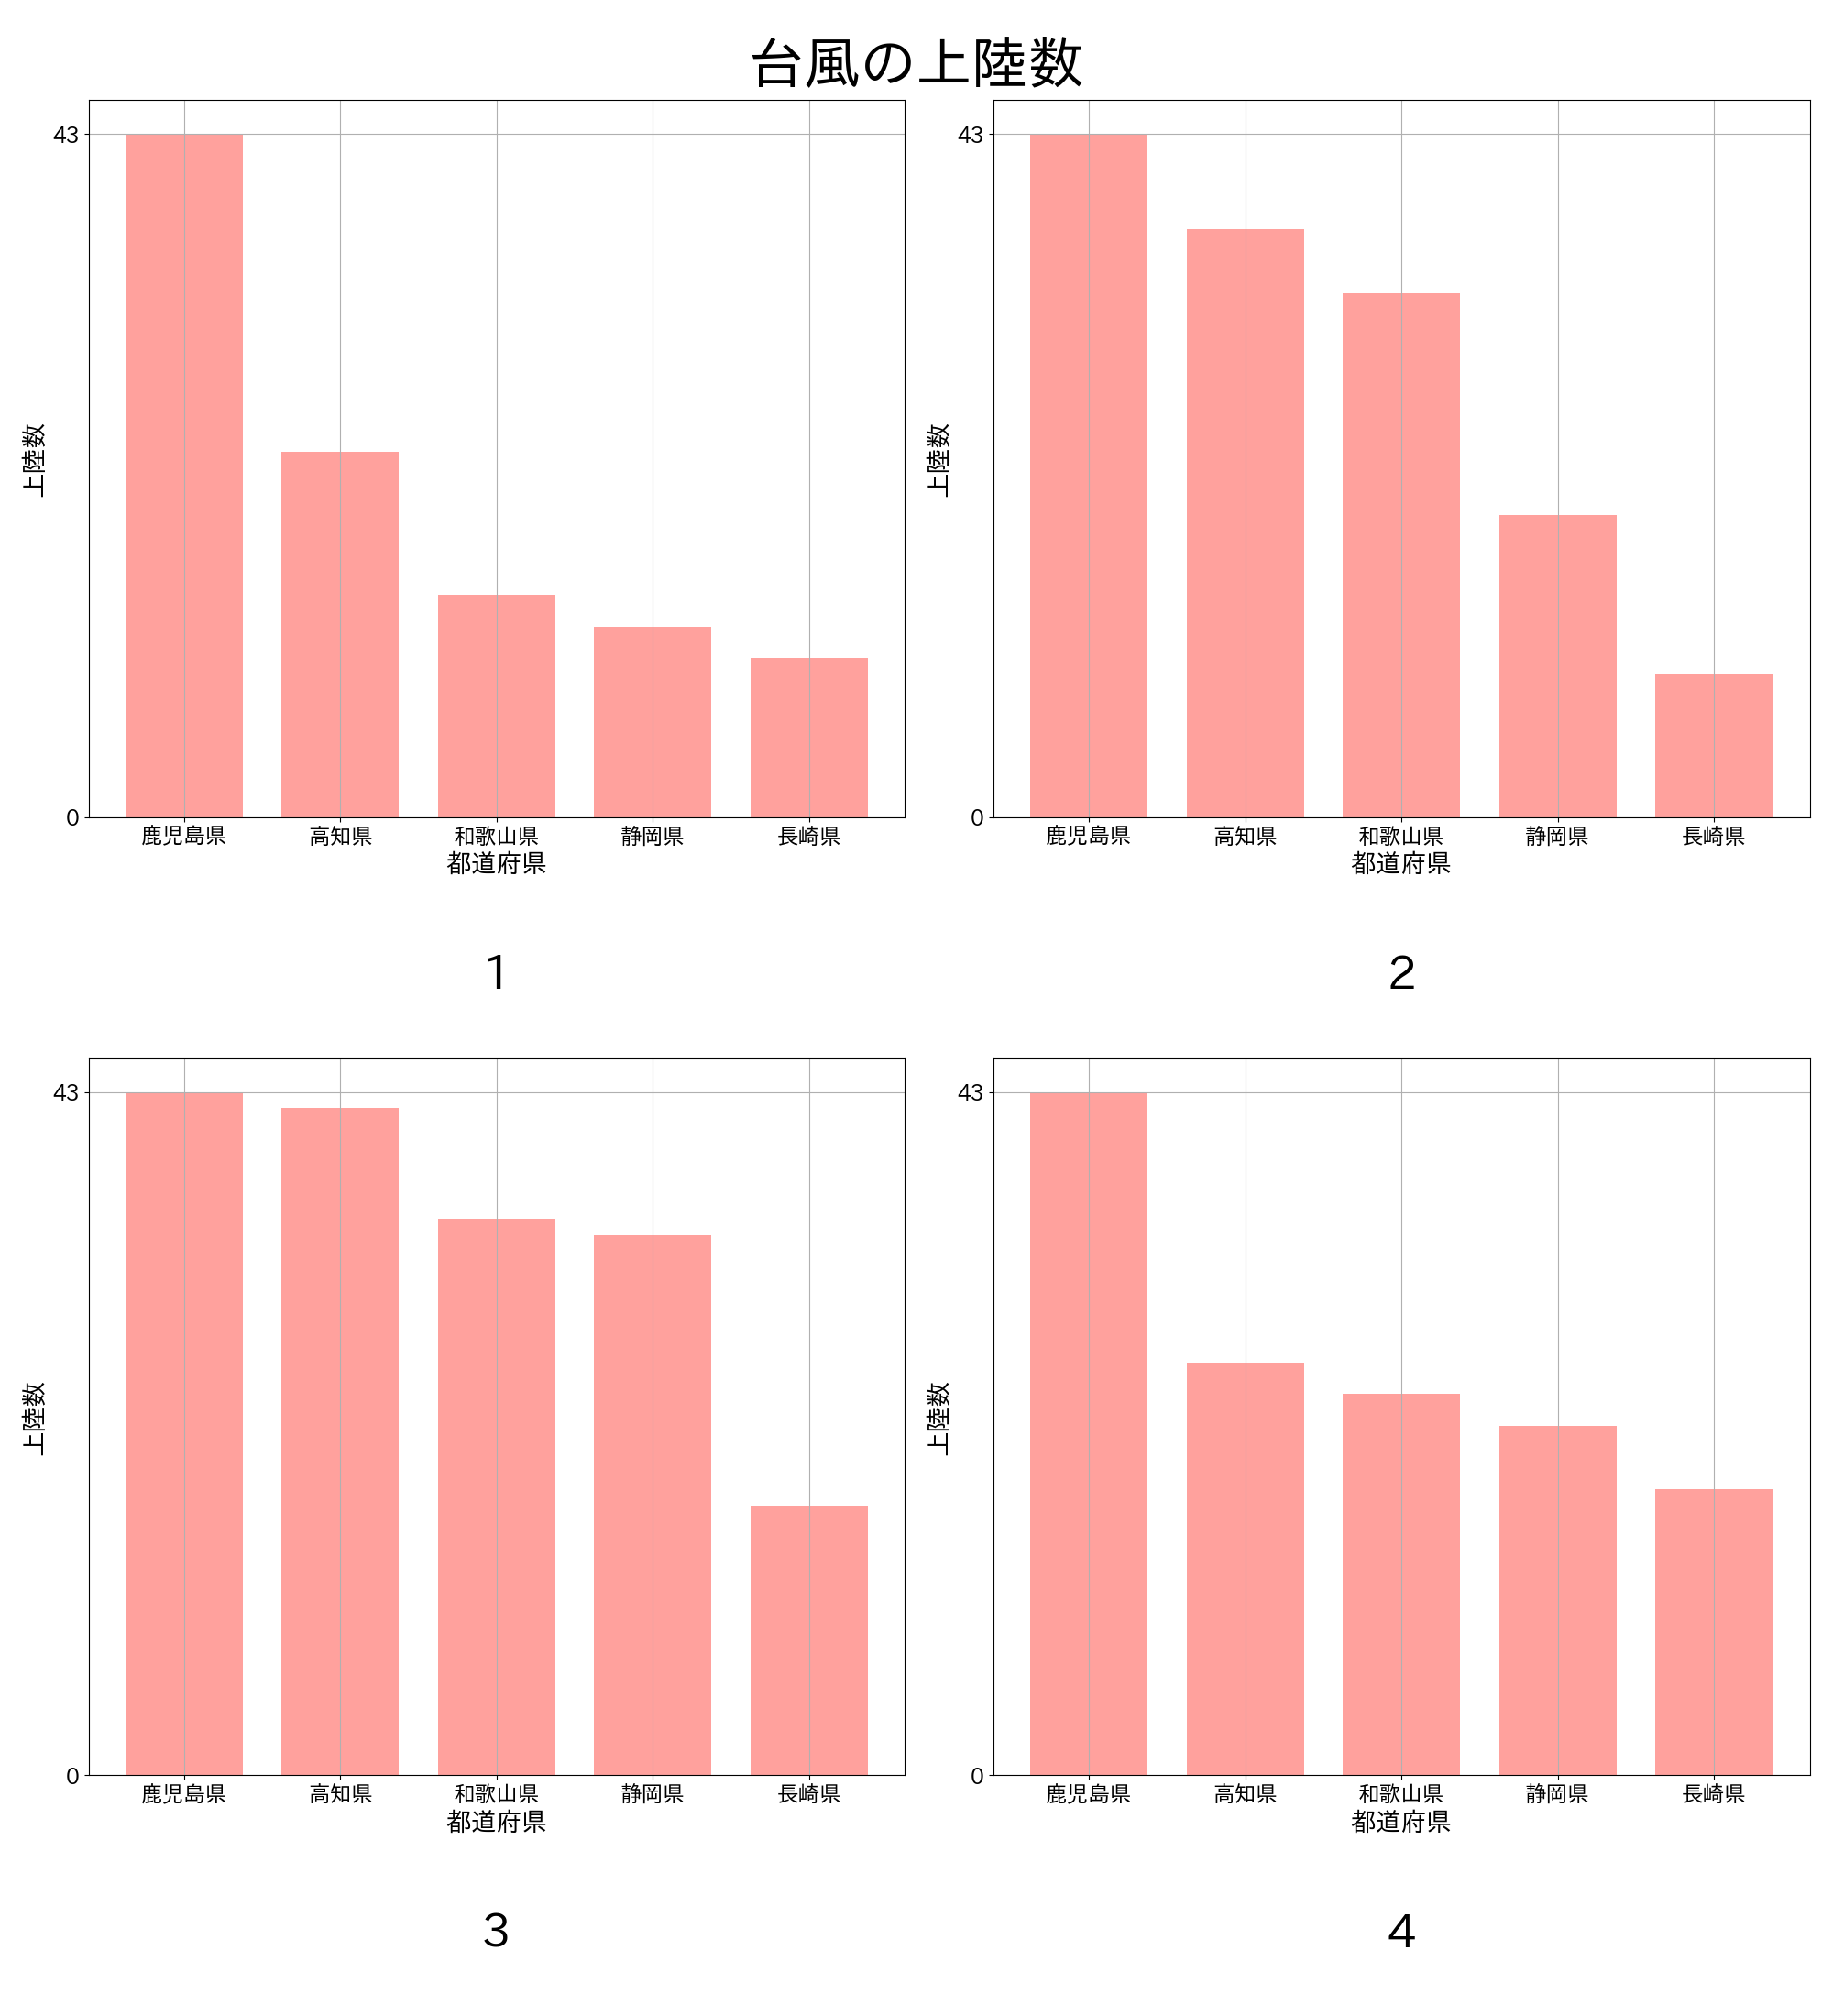 台風の上陸数
43
上陸数
0
鹿児島県 高知県 和歌山県 静岡県 長崎県
都道府県
1
43
上陸数
0
鹿児島県 高知県 和歌山県 静岡県 長崎県
都道府県
2
43
上陸数
0
鹿児島県 高知県 和歌山県 静岡県 長崎県
都道府県
3
43
上陸数
0
鹿児島県 高知県 和歌山県 静岡県 長崎県
都道府県
4